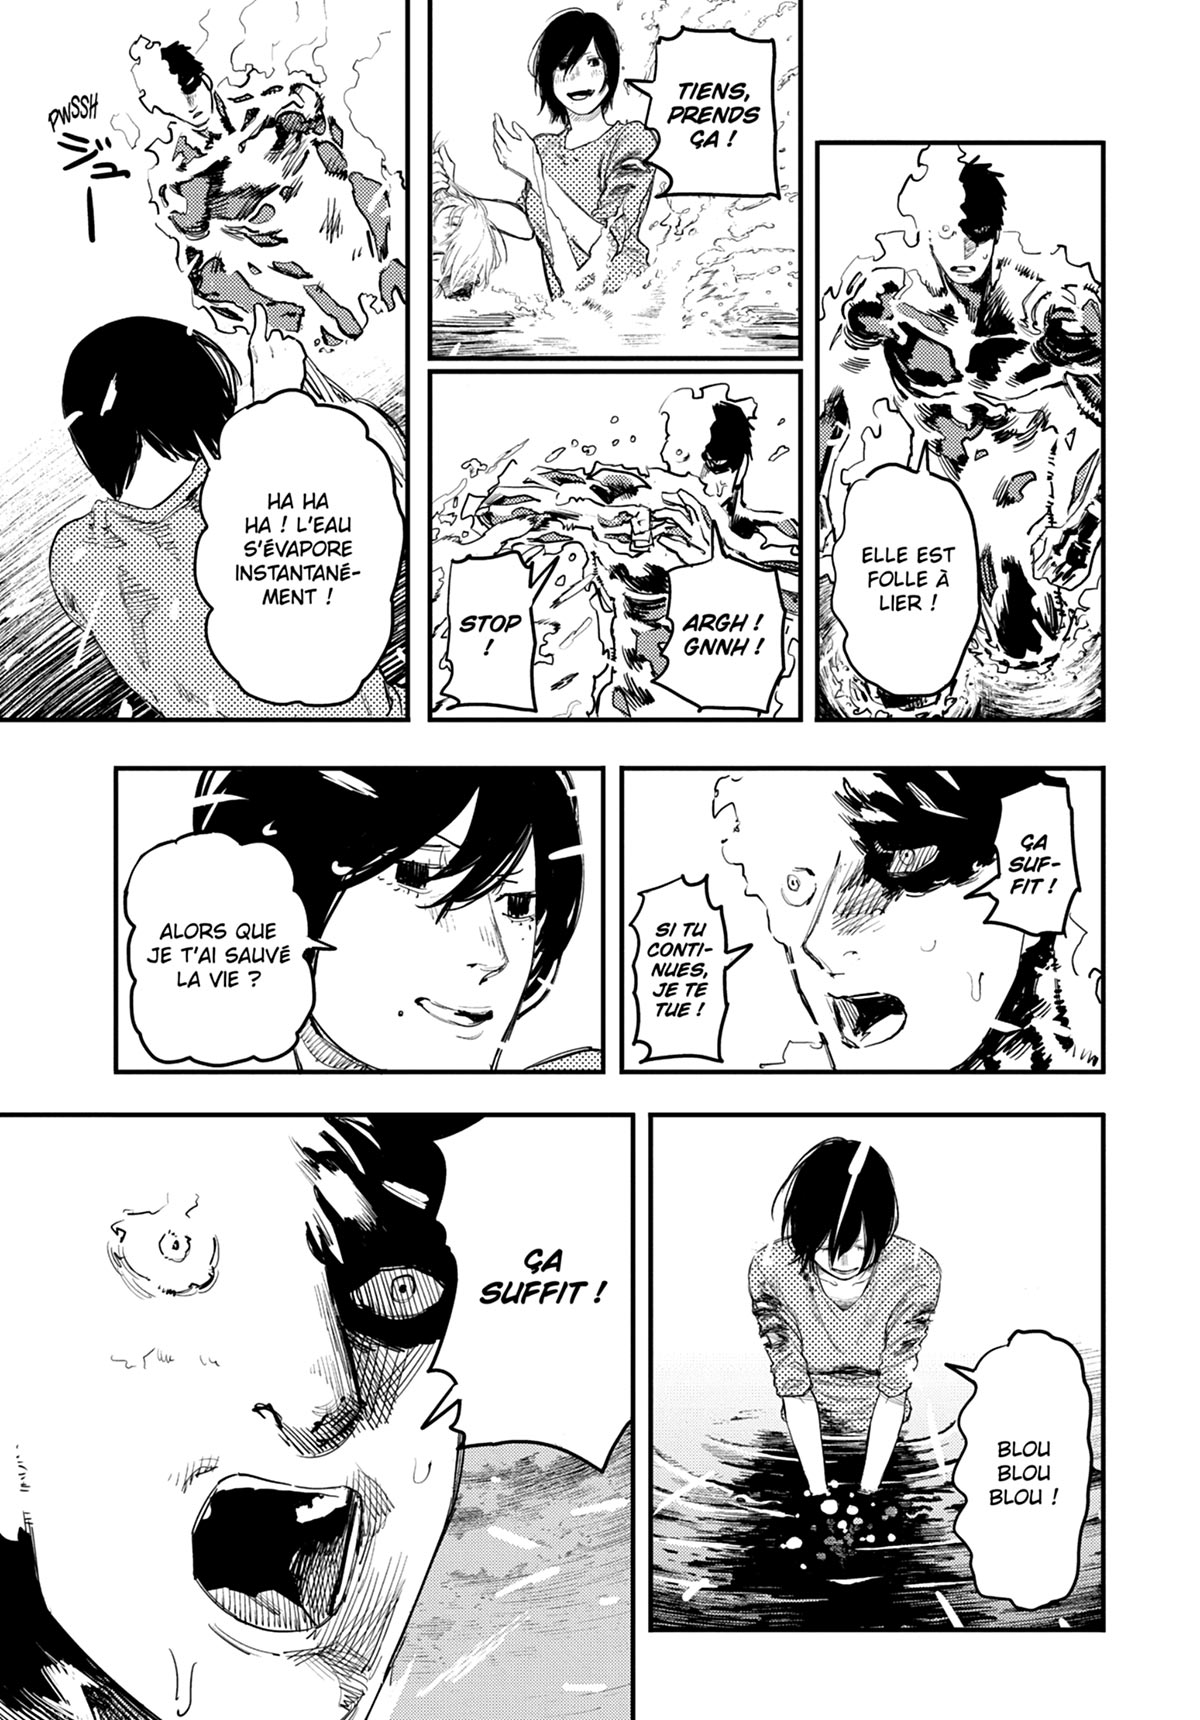 ELLE EST
FOLLE À
LIER !
TIENS,
PRENDS
ÇA !
ARGH !
GNNH !
STOP
!
PWSSH
ジュー
HA HA
HA ! L'EAU
S'ÉVAPORE
INSTANTANÉ-
MENT !
ÇA
SUF-
FIT !
SI TU
CONTI-
NUES,
JE TE
TUE !
ALORS QUE
JE T'AI SAUVÉ
LA VIE ?
BLOU
BLOU
BLOU !
ÇA
SUFFIT !